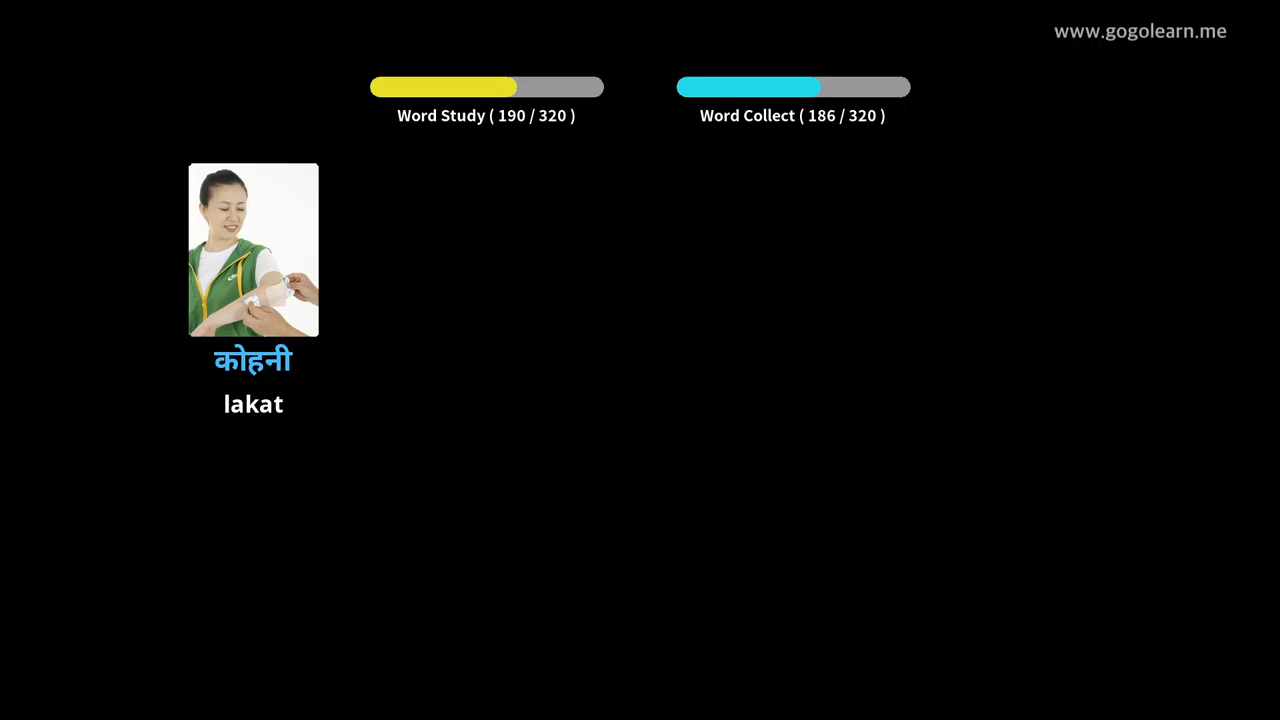 www.gogolearn.me
Word Study ( 190 / 320 )
Word Collect ( 186 / 320 )
कोहनी
lakat